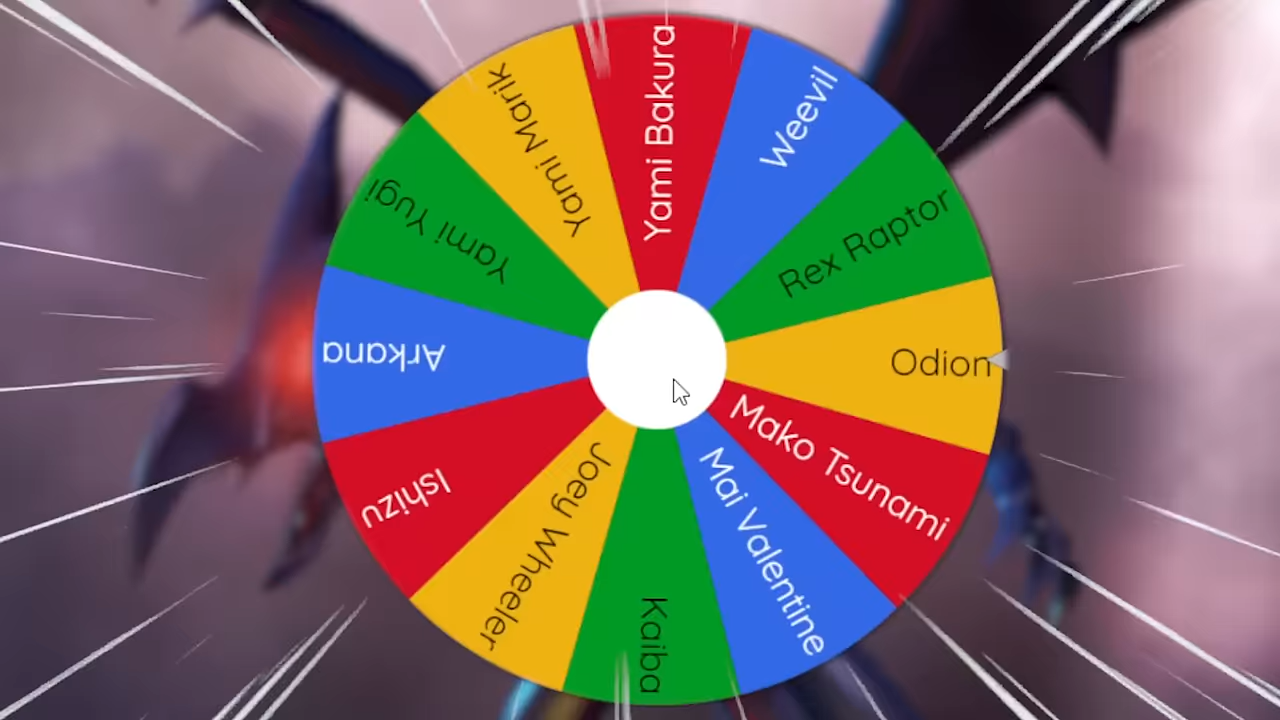 Yami Bakura
Weevil
Rex Raptor
Odion
Mako Tsunami
Mai Valentine
Kaiba
Joey Wheeler
Ishizu
Arkana
Yami Yugi
Yami Marik